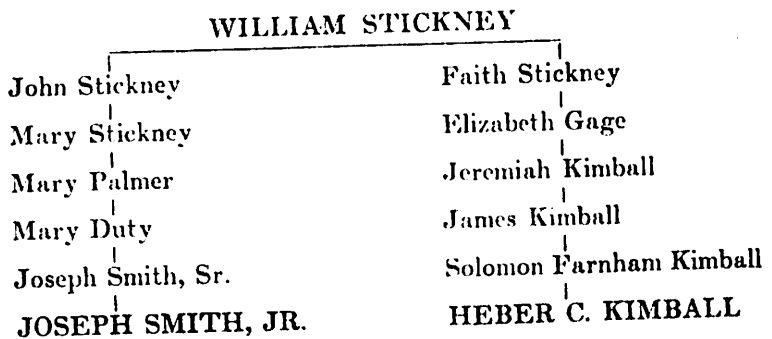 WILLIAM STICKNEY
John Stickney
Mary Stickney
Mary Palmer
Mary Duty
Joseph Smith, Sr.
JOSEPH SMITH, JR.
Faith Stickney
Elizabeth Gage
Jeremiah Kimball
James Kimball
Solomon Farnham Kimball
HEBER C. KIMBALL